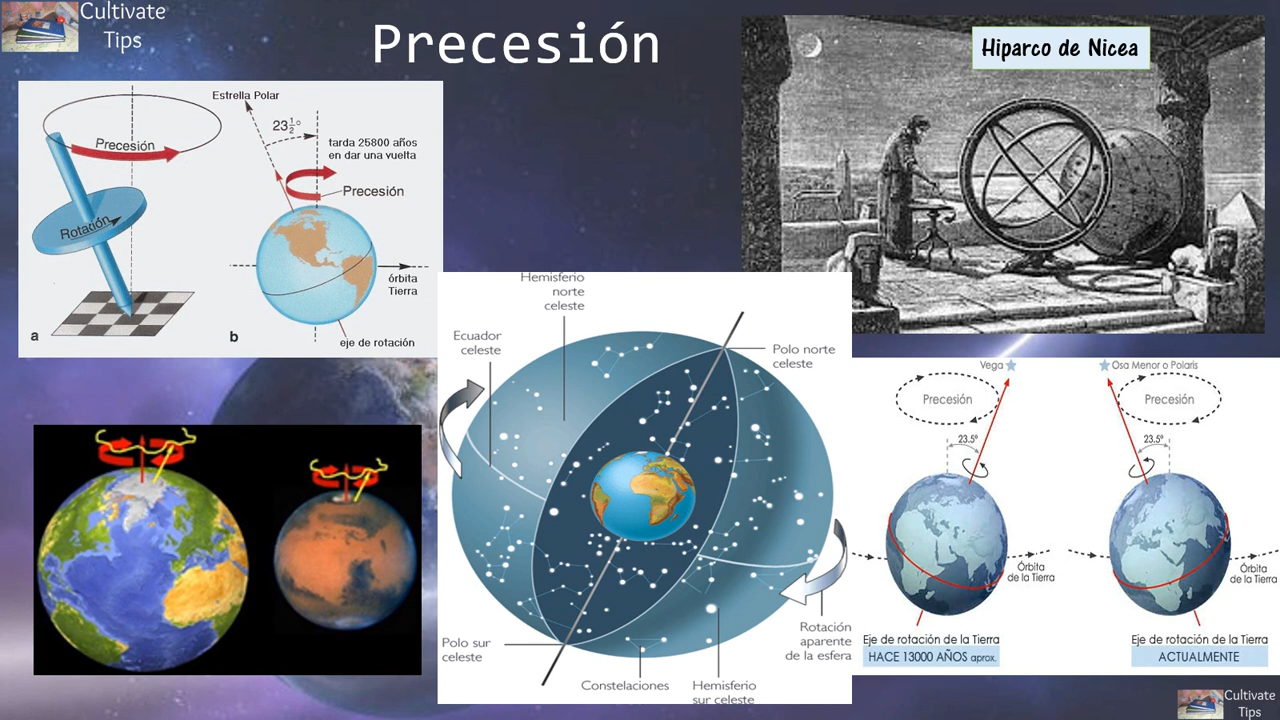 Cultivate
Tips
Precesión
Hiparco de Nicea
Precesión
Rotación
a
Estrella Polar
23½°
tarda 25800 años
en dar una vuelta
Precesión
órbita
Tierra
b
eje de rotación
Hemisferio
norte
celeste
Ecuador
celeste
Polo norte
celeste
Polo sur
celeste
Constelaciones
Hemisferio
sur celeste
Rotación
aparente
de la esfera
Vega
Precesión
23.5°
Órbita
de la Tierra
Eje de rotación de la Tierra
HACE 13000 AÑOS aprox.
Osa Menor o Polaris
Precesión
23.5°
Órbita
de la Tierra
Eje de rotación de la Tierra
ACTUALMENTE
Cultivate
Tips